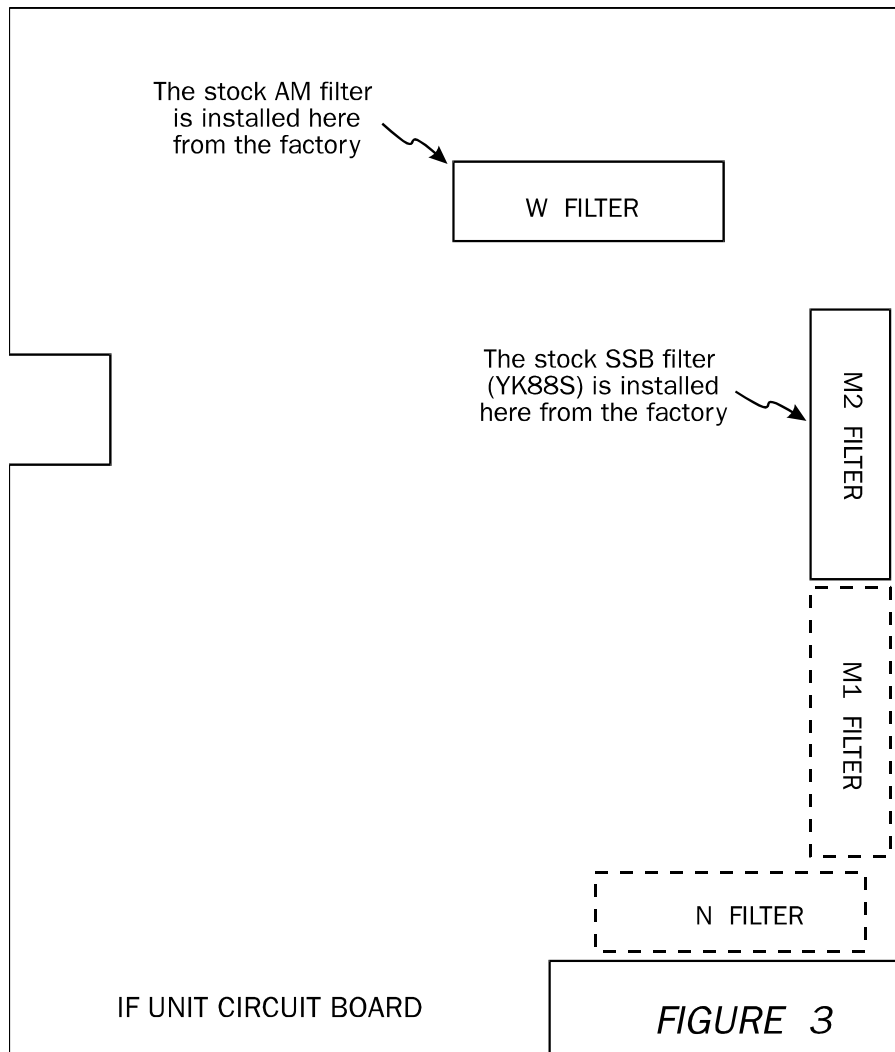 The stock AM filter
is installed here
from the factory
W FILTER
The stock SSB filter
(YK88S) is installed
here from the factory
M2 FILTER
M1 FILTER
N FILTER
IF UNIT CIRCUIT BOARD
FIGURE 3